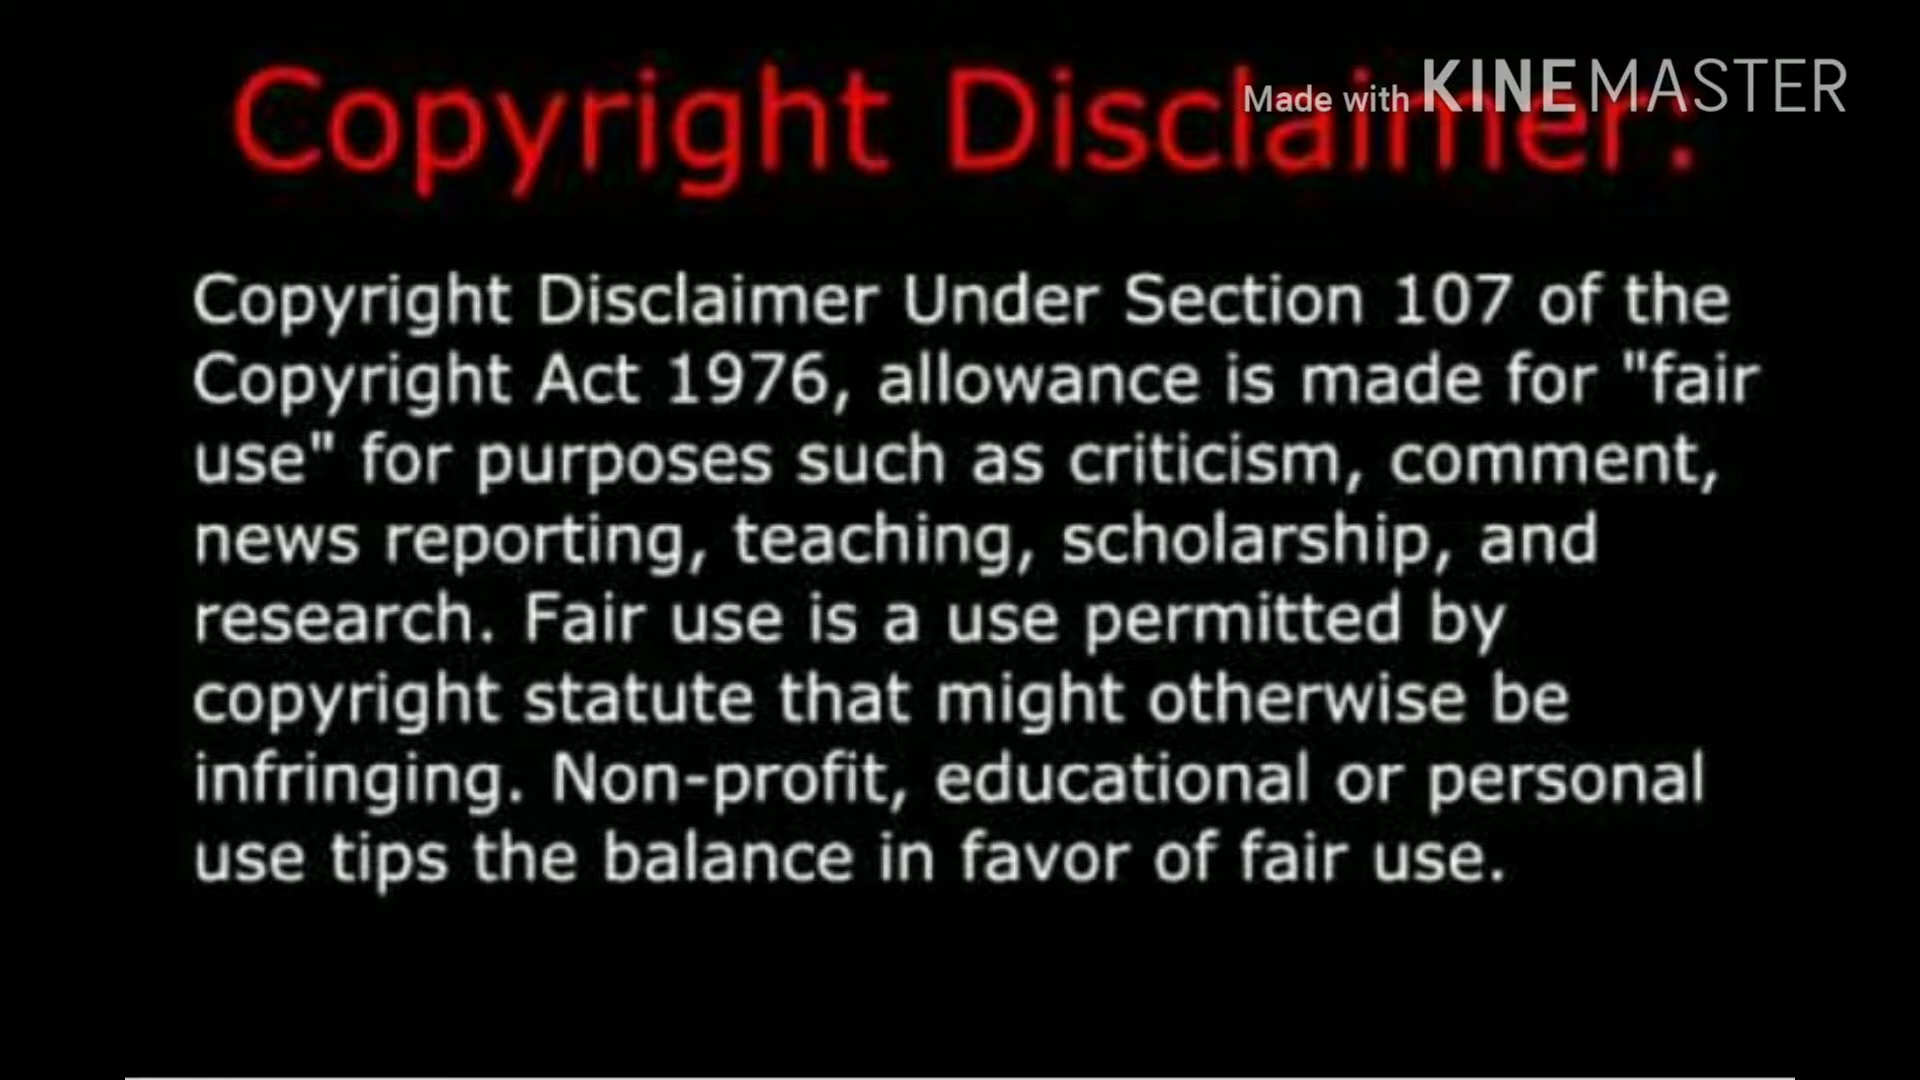 Copyright Disclaimer:
Made with KINEMASTER
Copyright Disclaimer Under Section 107 of the
Copyright Act 1976, allowance is made for "fair
use" for purposes such as criticism, comment,
news reporting, teaching, scholarship, and
research. Fair use is a use permitted by
copyright statute that might otherwise be
infringing. Non-profit, educational or personal
use tips the balance in favor of fair use.